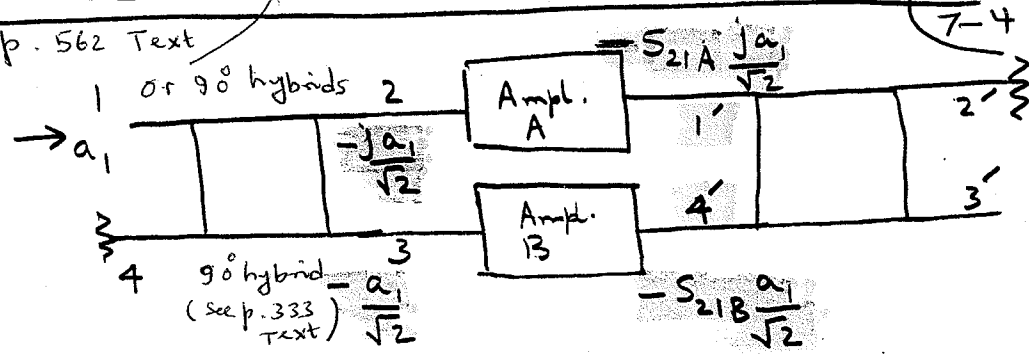 7-4
p. 562 Text
or 90° hybrids
1
2
Ampl.
A
- S21A ja1/√2
1′
2′
→ a1
-ja1/√2
4
3
Ampl.
B
4′
3′
90° hybrid
(see p. 333
Text)
- a1/√2
- S21B a1/√2